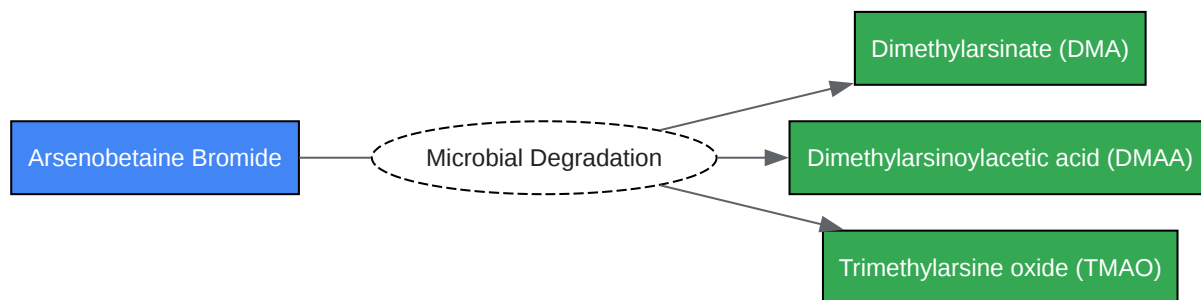 Dimethylarsinate (DMA)
Arsenobetaine Bromide
Microbial Degradation
Dimethylarsinoylacetic acid (DMAA)
Trimethylarsine oxide (TMAO)